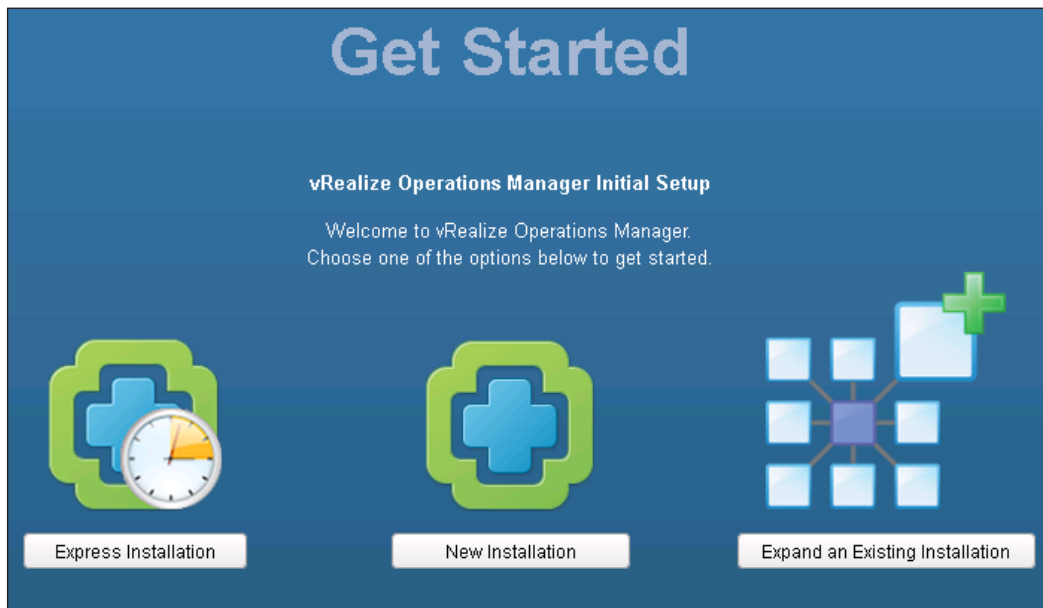 Get Started
vRealize Operations Manager Initial Setup
Welcome to vRealize Operations Manager.
Choose one of the options below to get started.
Express Installation
New Installation
Expand an Existing Installation